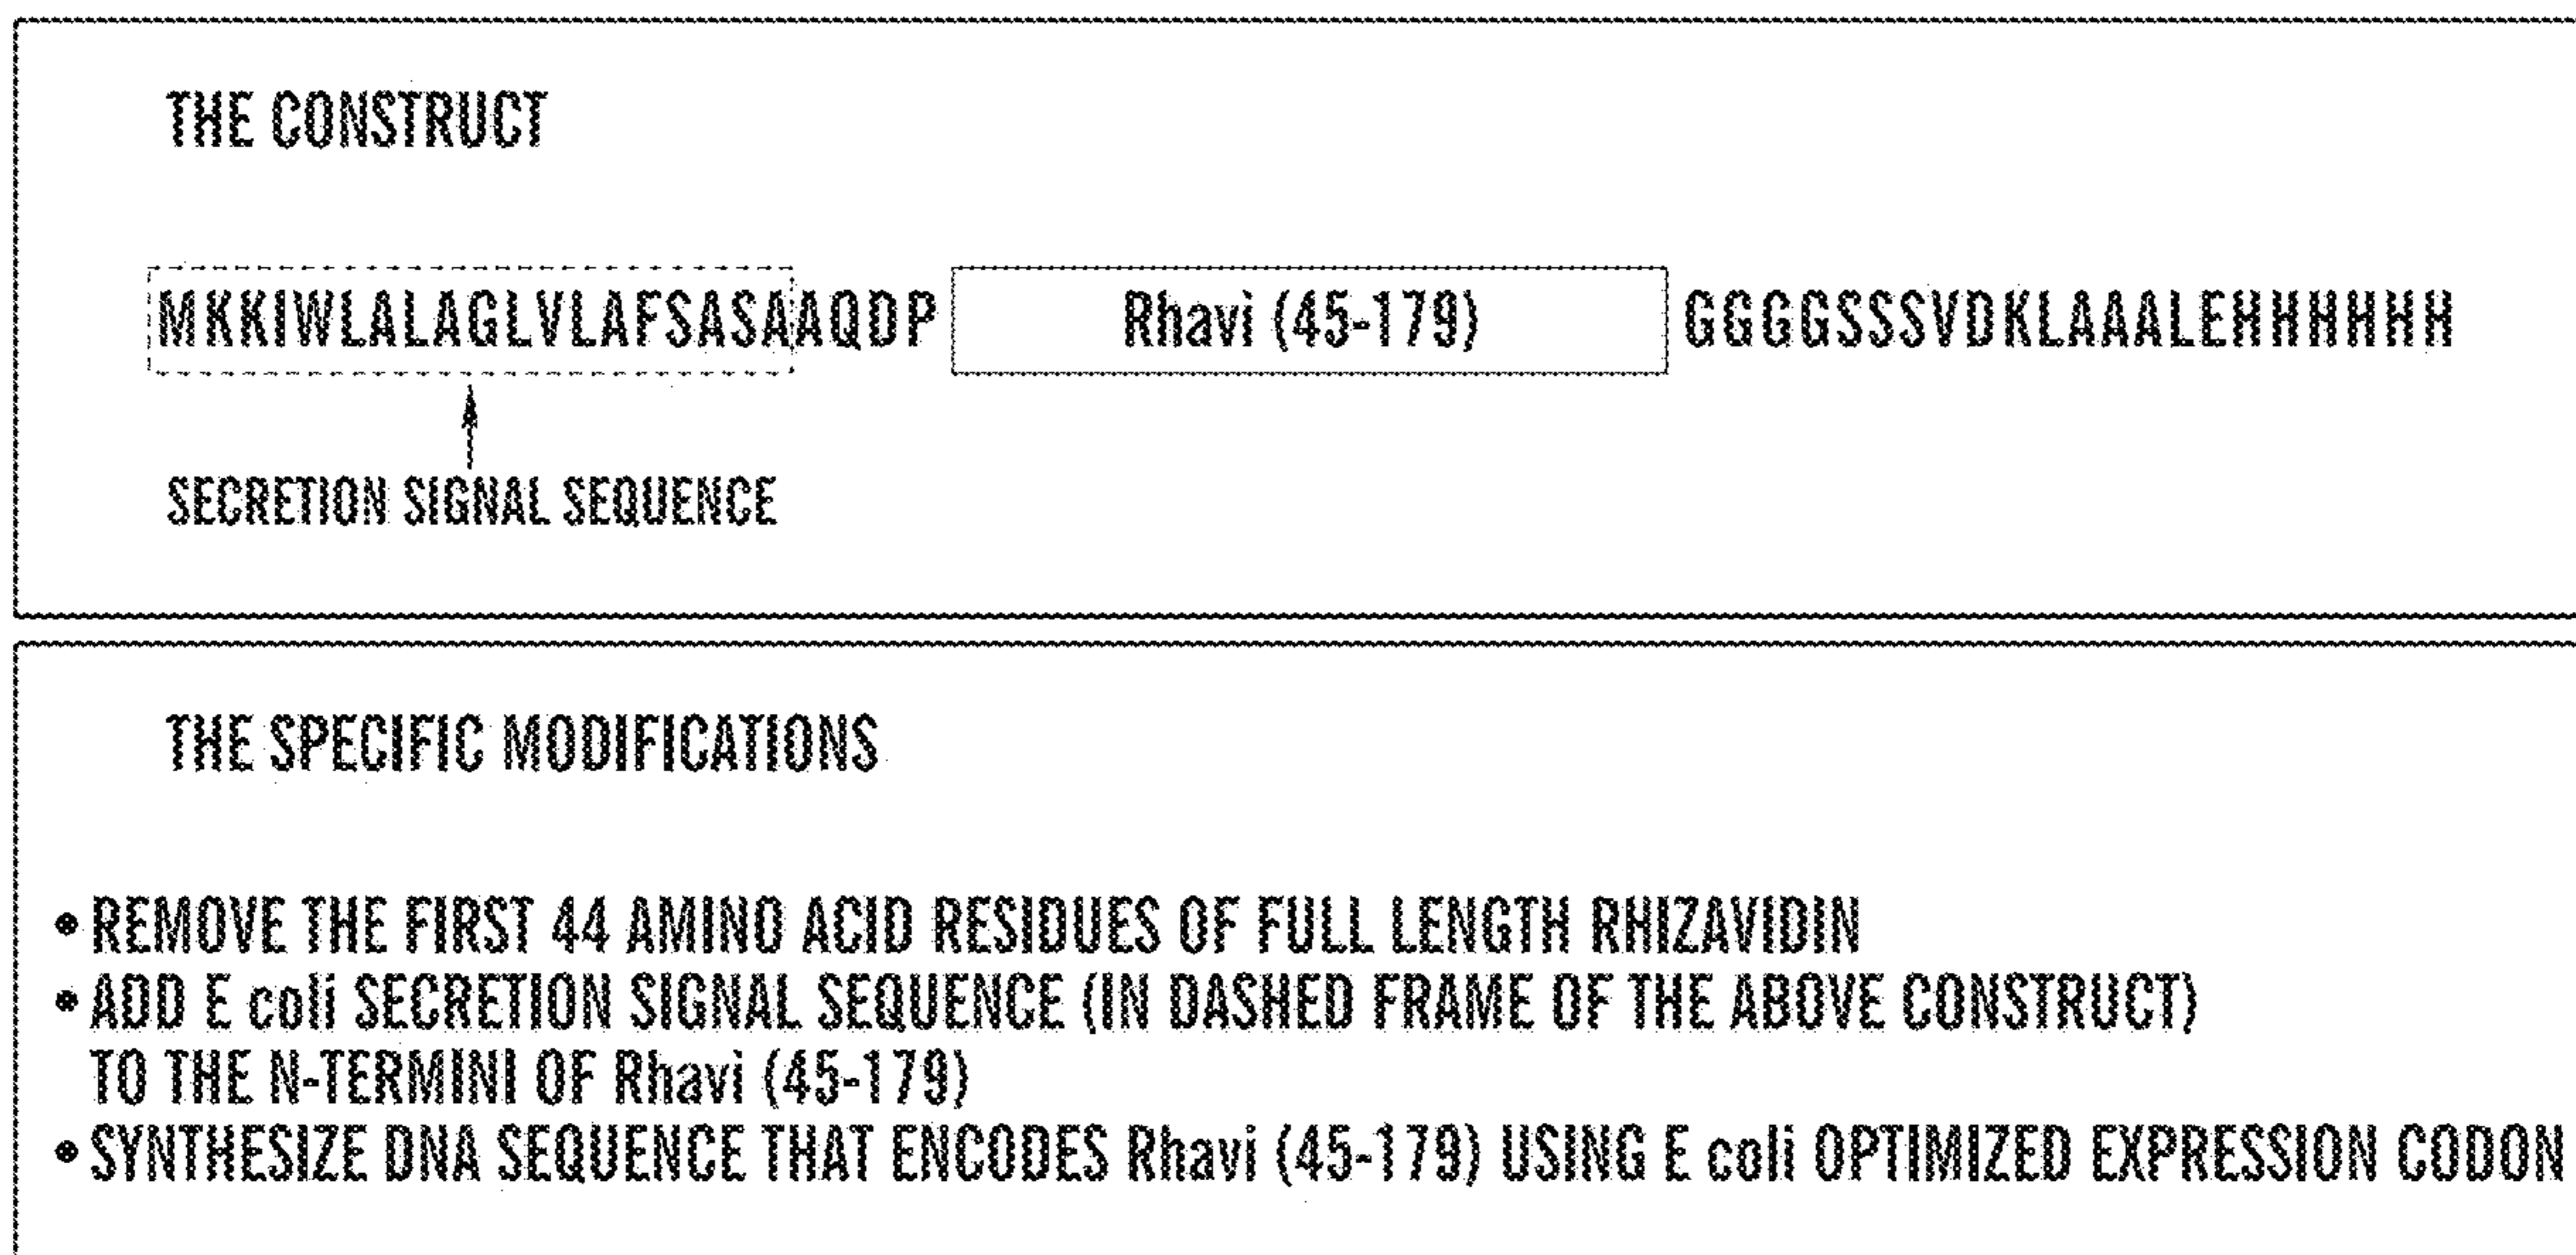 THE CONSTRUCT
MKKIWLALAGLVLAFSASAAQDP Rhavi (45-179) GGGGSSSVDKLAAALEHHHHHH
SECRETION SIGNAL SEQUENCE
THE SPECIFIC MODIFICATIONS
• REMOVE THE FIRST 44 AMINO ACID RESIDUES OF FULL LENGTH RHIZAVIDIN
• ADD E coli SECRETION SIGNAL SEQUENCE (IN DASHED FRAME OF THE ABOVE CONSTRUCT)
TO THE N-TERMINI OF Rhavi (45-179)
• SYNTHESIZE DNA SEQUENCE THAT ENCODES Rhavi (45-179) USING E coli OPTIMIZED EXPRESSION CODON